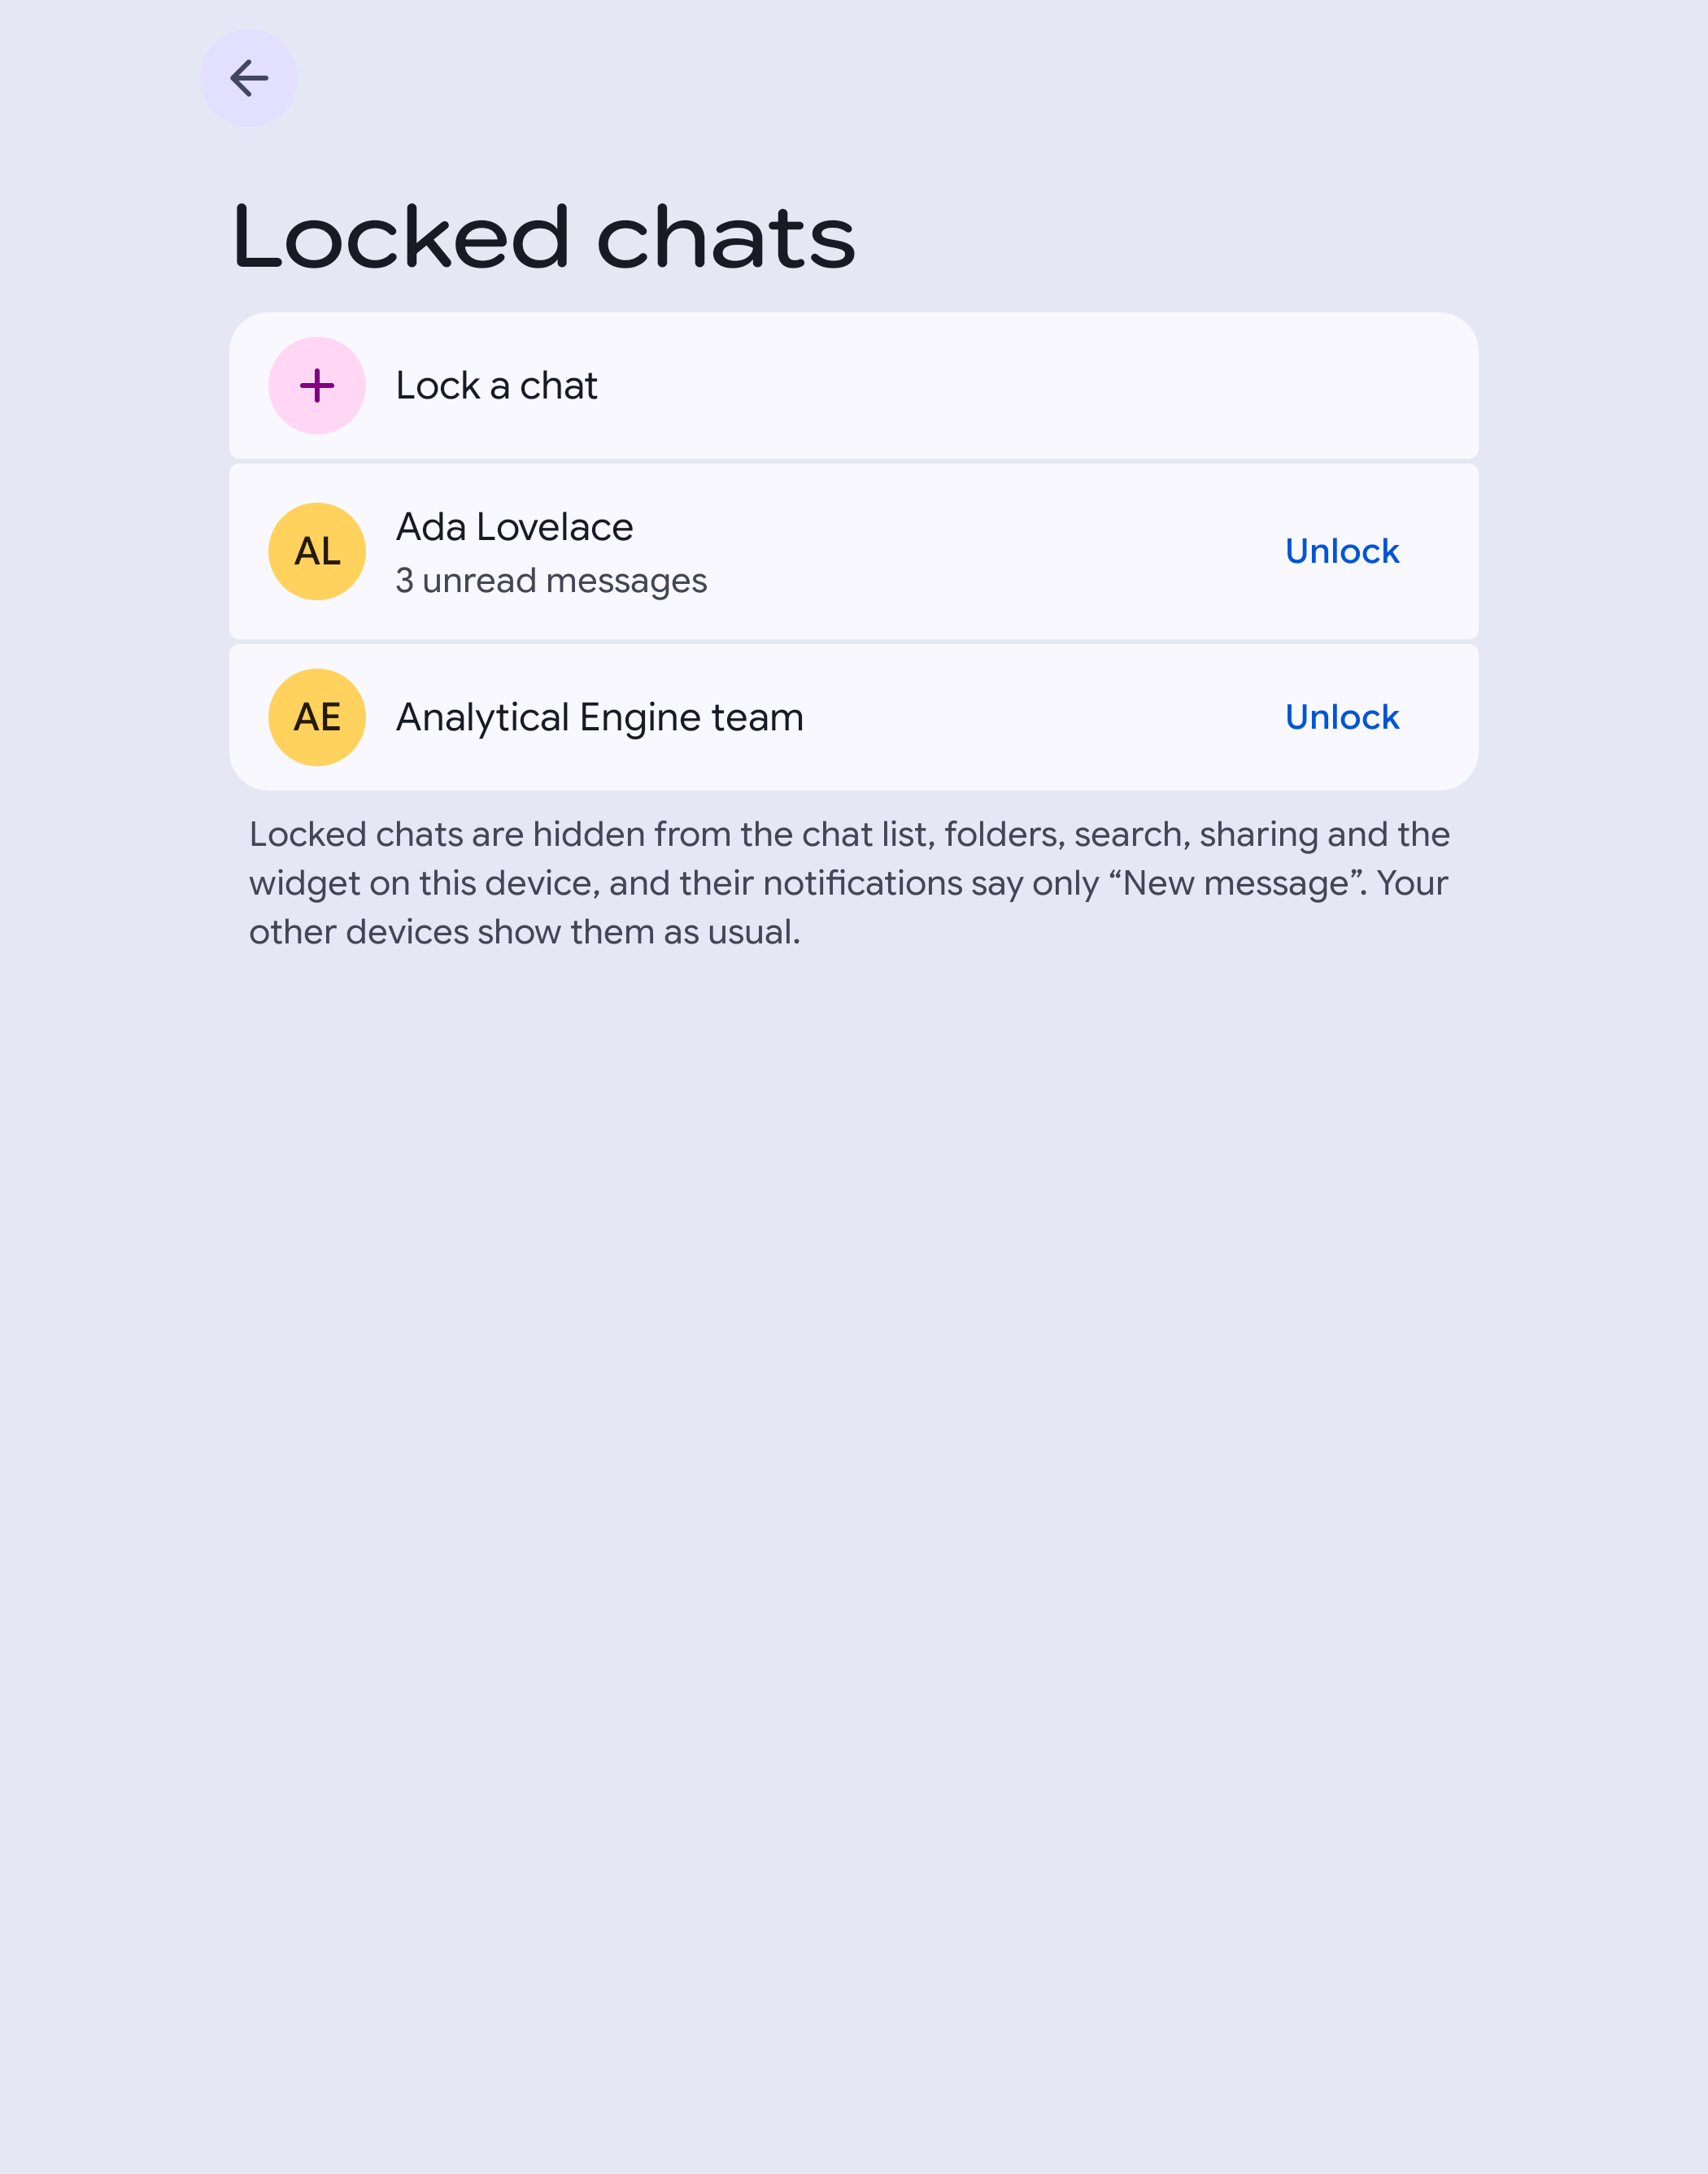 Locked chats
Lock a chat
AL
Ada Lovelace
3 unread messages
Unlock
AE
Analytical Engine team
Unlock
Locked chats are hidden from the chat list, folders, search, sharing and the
widget on this device, and their notifications say only “New message”. Your
other devices show them as usual.